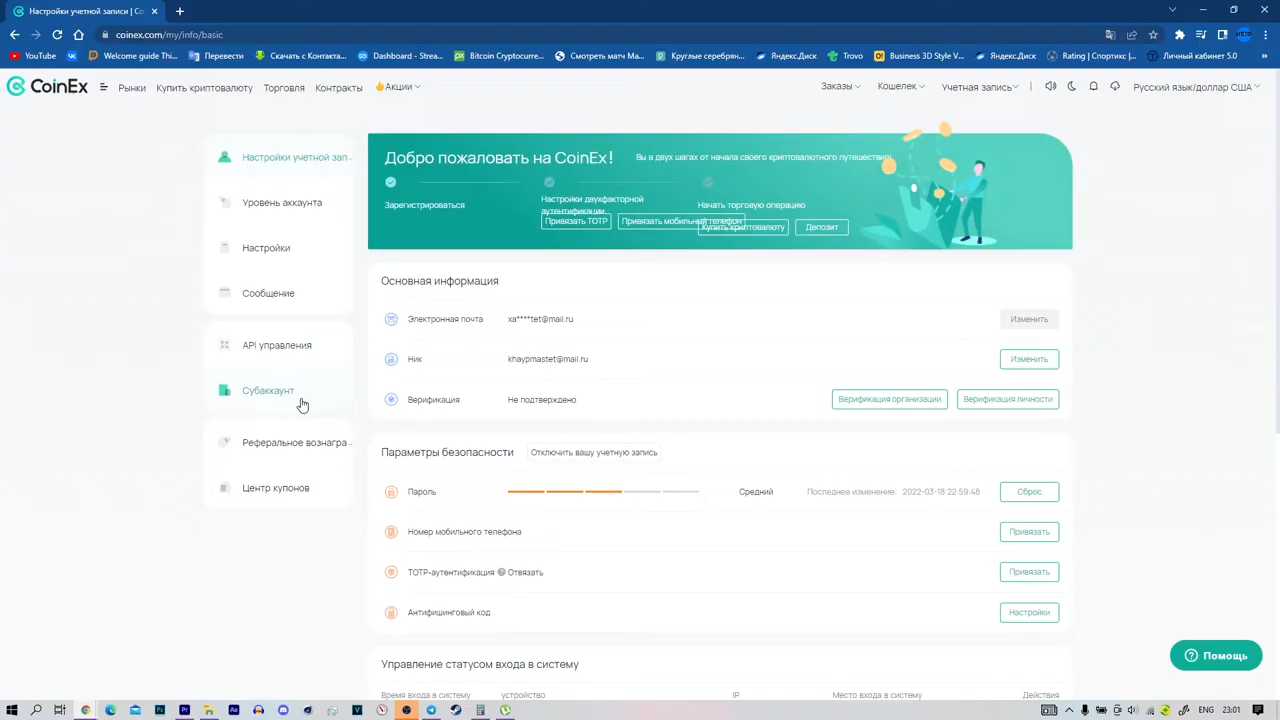 Настройки учетной записи | Co
coinex.com/my/info/basic
YouTube
Dota 2
Перевести
Скачать с Контакта...
Dashboard - Strea...
Bitcoin Cryptocurre...
Смотреть матч Ма...
Круглые серебрян...
Яндекс.Диск
Trovo
Business 3D Style V...
Яндекс.Диск
Rating | Спортикс |...
Личный кабинет 5.0
»
CoinEx
Рынки
Купить криптовалюту
Торговля
Контракты
Акции
Заказы
Кошелек
Учетная запись
Русский язык/доллар США
Настройки учетной зап...
Уровень аккаунта
Настройки
Сообщение
API управления
Субаккаунт
Реферальное вознагра...
Центр купонов
Добро пожаловать на CoinEx!
Вы в двух шагах от начала своего криптовалютного путешествия!
Зарегистрироваться
Настройки двухфакторной
аутентификации
Привязать TOTP
Привязать мобильный телефон
Начать торговую операцию
Купить криптовалюту
Депозит
Основная информация
Электронная почта
xa****tet@mail.ru
Изменить
Ник
khaypmastet@mail.ru
Изменить
Верификация
Не подтверждено
Верификация организации
Верификация личности
Параметры безопасности
Отключить вашу учетную запись
Пароль
Средний
Последнее изменение: 2022-03-18 22:59:48
Сброс
Номер мобильного телефона
Привязать
TOTP-аутентификация ? Отвязать
Привязать
Антифишинговый код
Настройки
Помощь
Управление статусом входа в систему
Время входа в систему
устройство
IP
Место входа в систему
Действия
ENG
23:01